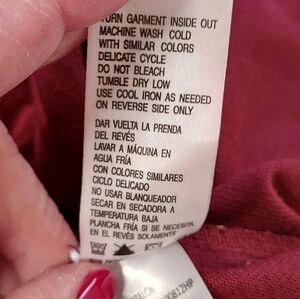 TURN GARMENT INSIDE OUT
MACHINE WASH COLD
WITH SIMILAR COLORS
DELICATE CYCLE
DO NOT BLEACH
TUMBLE DRY LOW
USE COOL IRON AS NEEDED
ON REVERSE SIDE ONLY
DAR VUELTA LA PRENDA
DEL REVÉS
LAVAR A MÁQUINA EN
AGUA FRÍA
CON COLORES SIMILARES
CICLO DELICADO
NO USAR BLANQUEADOR
SECAR EN SECADORA A
TEMPERATURA BAJA
PLANCHA FRÍA SI SE NECESITA
EN EL REVÉS SOLAMENTE